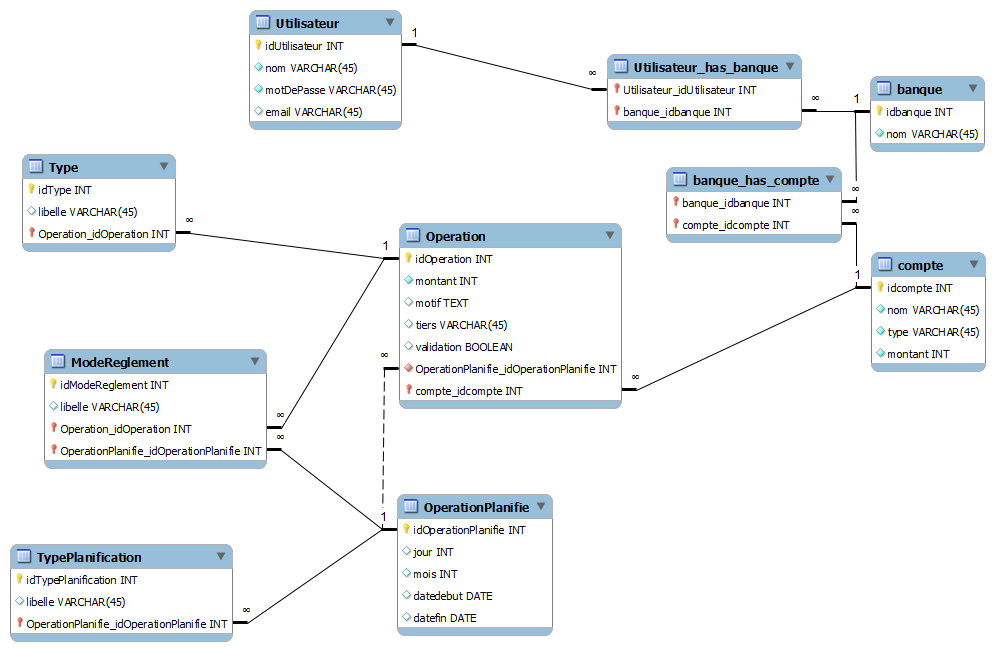 Utilisateur
idUtilisateur INT
nom VARCHAR(45)
motDePasse VARCHAR(45)
email VARCHAR(45)
1
∞
Utilisateur_has_banque
Utilisateur_idUtilisateur INT
banque_idbanque INT
∞
1
banque
idbanque INT
nom VARCHAR(45)
Type
idType INT
libelle VARCHAR(45)
Operation_idOperation INT
∞
1
banque_has_compte
banque_idbanque INT
compte_idcompte INT
∞
∞
1
Operation
idOperation INT
montant INT
motif TEXT
tiers VARCHAR(45)
validation BOOLEAN
OperationPlanifie_idOperationPlanifie INT
compte_idcompte INT
∞
∞
compte
idcompte INT
nom VARCHAR(45)
type VARCHAR(45)
montant INT
ModeReglement
idModeReglement INT
libelle VARCHAR(45)
Operation_idOperation INT
OperationPlanifie_idOperationPlanifie INT
∞
∞
1
OperationPlanifie
idOperationPlanifie INT
jour INT
mois INT
datedebut DATE
datefin DATE
TypePlanification
idTypePlanification INT
libelle VARCHAR(45)
OperationPlanifie_idOperationPlanifie INT
∞